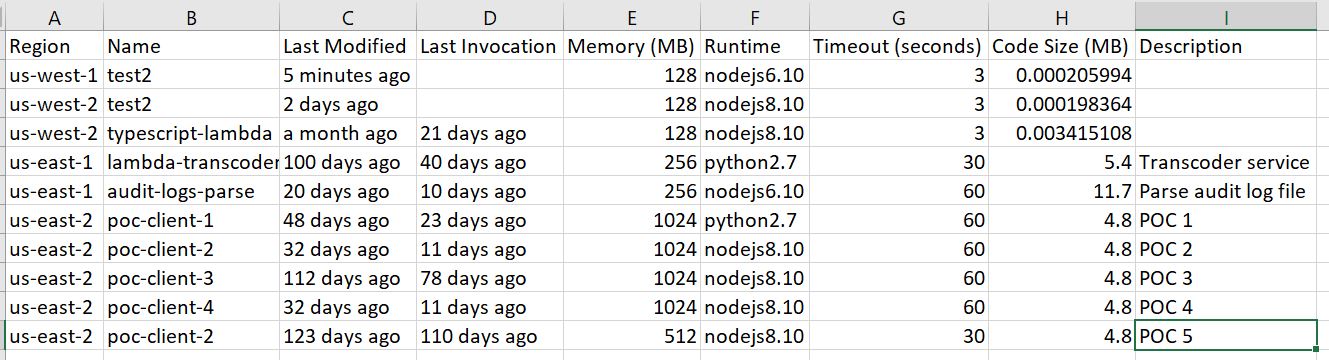 A B C D E F G H I
Region Name Last Modified Last Invocation Memory (MB) Runtime Timeout (seconds) Code Size (MB) Description
us-west-1 test2 5 minutes ago 128 nodejs6.10 3 0.000205994
us-west-2 test2 2 days ago 128 nodejs8.10 3 0.000198364
us-west-2 typescript-lambda a month ago 21 days ago 128 nodejs8.10 3 0.003415108
us-east-1 lambda-transcoder 100 days ago 40 days ago 256 python2.7 30 5.4 Transcoder service
us-east-1 audit-logs-parse 20 days ago 10 days ago 256 nodejs6.10 60 11.7 Parse audit log file
us-east-2 poc-client-1 48 days ago 23 days ago 1024 python2.7 60 4.8 POC 1
us-east-2 poc-client-2 32 days ago 11 days ago 1024 nodejs8.10 60 4.8 POC 2
us-east-2 poc-client-3 112 days ago 78 days ago 1024 nodejs8.10 60 4.8 POC 3
us-east-2 poc-client-4 32 days ago 11 days ago 1024 nodejs8.10 60 4.8 POC 4
us-east-2 poc-client-2 123 days ago 110 days ago 512 nodejs8.10 30 4.8 POC 5